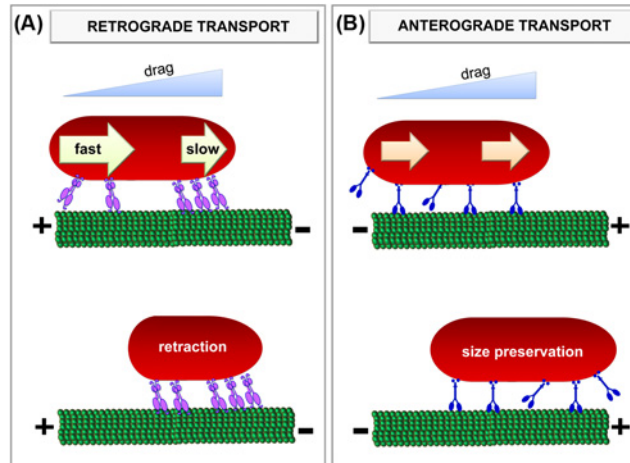 (A) RETROGRADE TRANSPORT
drag
fast slow
+ -
retraction
+ -
(B) ANTEROGRADE TRANSPORT
drag
- +
size preservation
- +